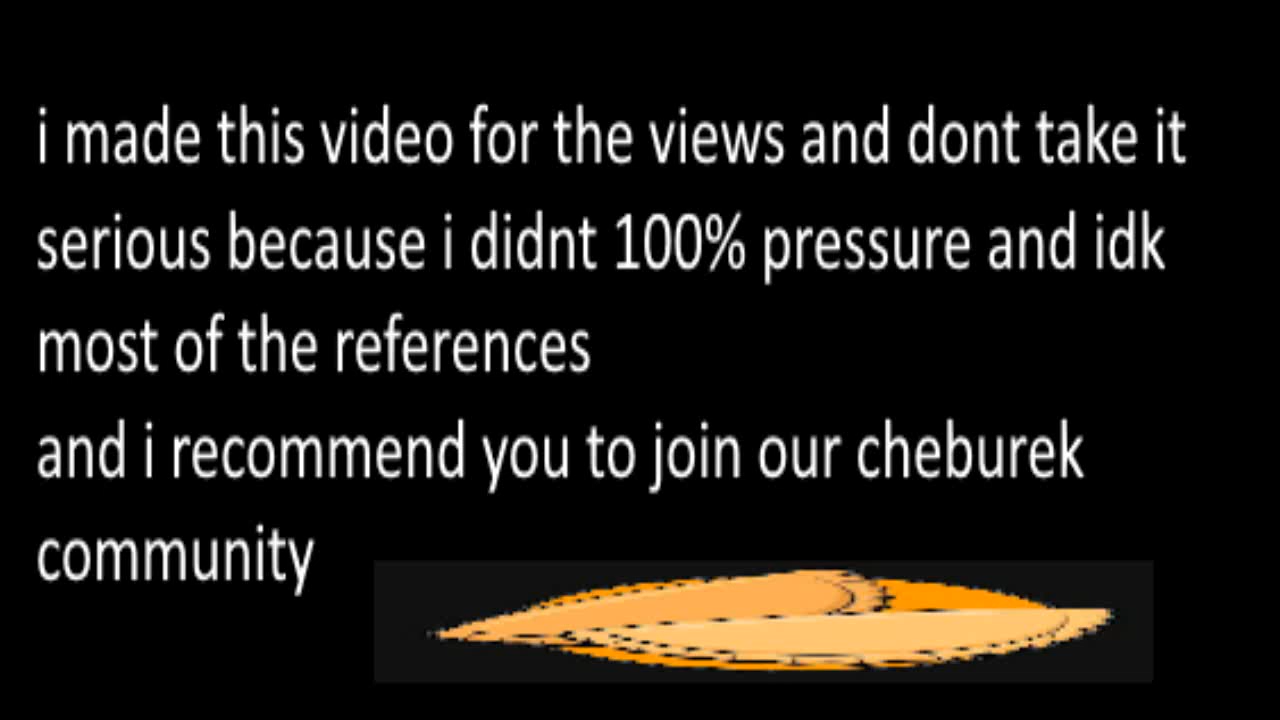 i made this video for the views and dont take it
serious because i didnt 100% pressure and idk
most of the references
and i recommend you to join our cheburek
community